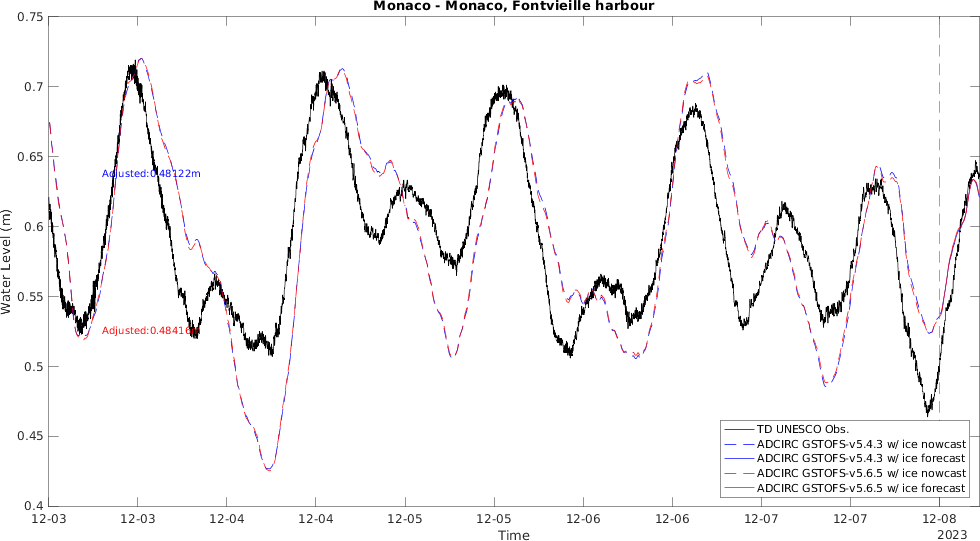 Monaco - Monaco, Fontvieille harbour
0.75
0.7
0.65
0.6
0.55
0.5
0.45
0.4
Water Level (m)
Adjusted:0.48122m
Adjusted:0.48416m
TD UNESCO Obs.
ADCIRC GSTOFS-v5.4.3 w/ ice nowcast
ADCIRC GSTOFS-v5.4.3 w/ ice forecast
ADCIRC GSTOFS-v5.6.5 w/ ice nowcast
ADCIRC GSTOFS-v5.6.5 w/ ice forecast
12-03 12-03 12-04 12-04 12-05 12-05 12-06 12-06 12-07 12-07 12-08
Time
2023